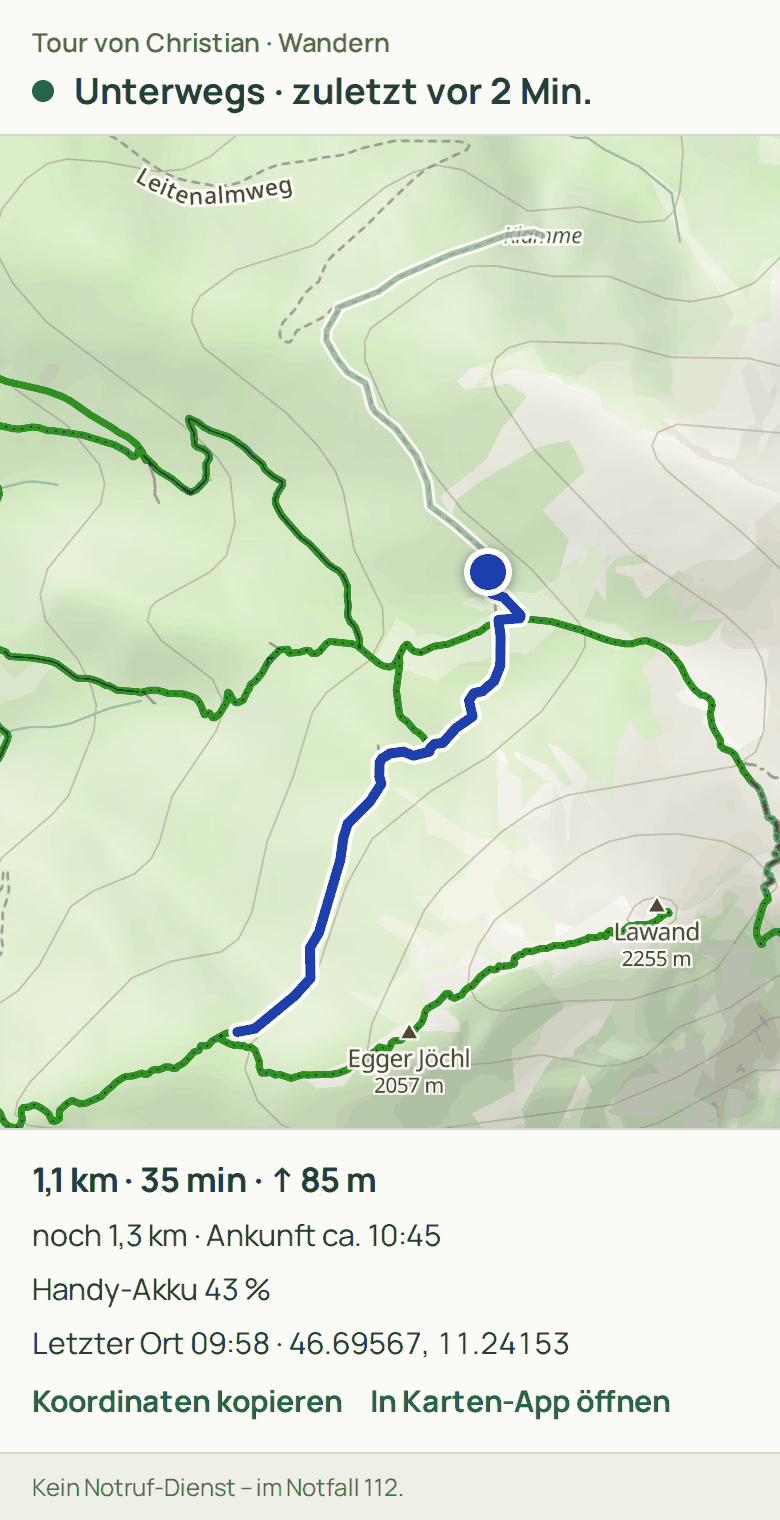 Tour von Christian · Wandern
Unterwegs · zuletzt vor 2 Min.
Leitenalmweg
Klamme
Lawand
2255 m
Egger Jöchl
2057 m
1,1 km · 35 min · ↑ 85 m
noch 1,3 km · Ankunft ca. 10:45
Handy-Akku 43 %
Letzter Ort 09:58 · 46.69567, 11.24153
Koordinaten kopieren In Karten-App öffnen
Kein Notruf-Dienst – im Notfall 112.